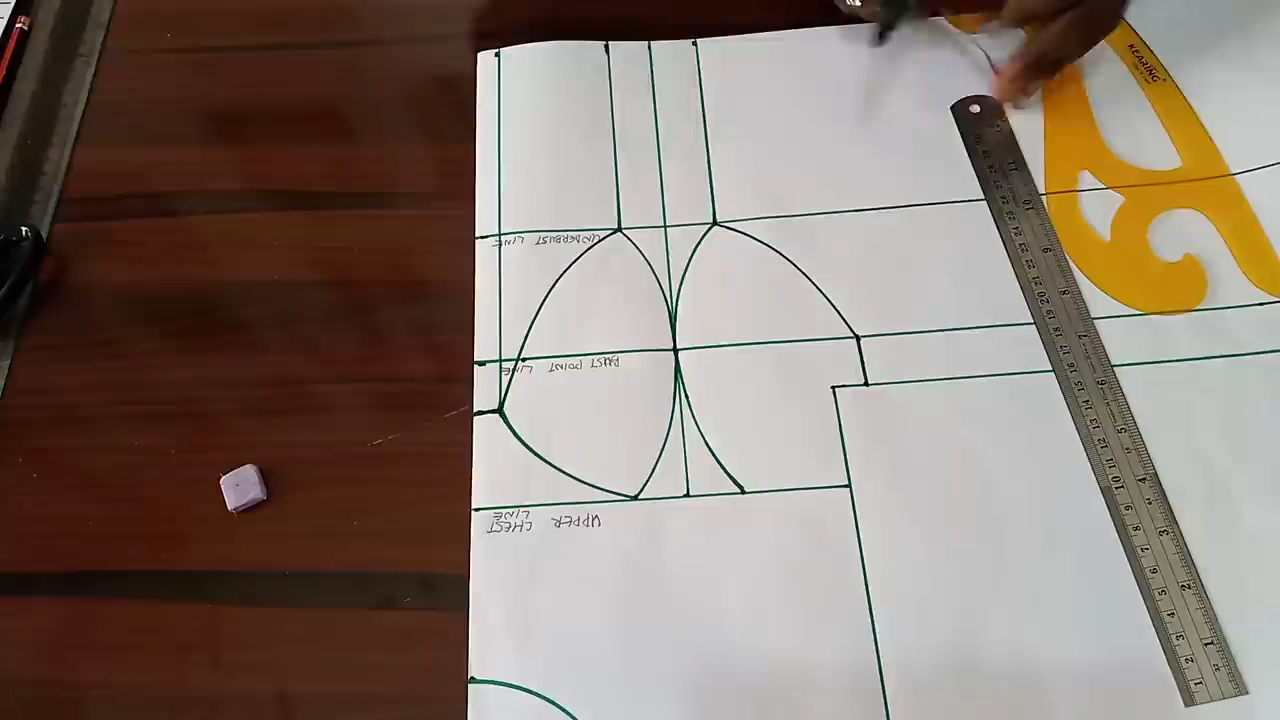 KEARING
UNDERBUST
LINE
BUST POINT
LINE
UPPER CHEST
LINE